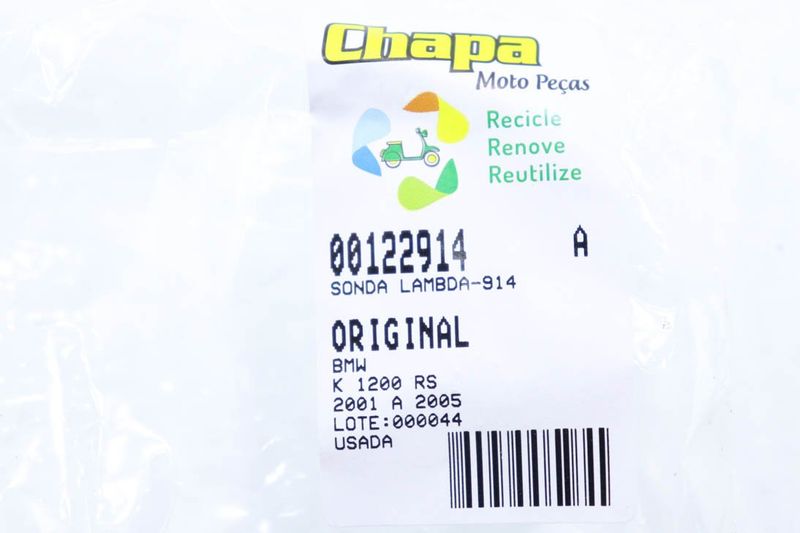 Chapa
Moto Peças
Recicle
Renove
Reutilize
00122914 A
SONDA LAMBDA-914
ORIGINAL
BMW
K 1200 RS
2001 A 2005
LOTE:000044
USADA